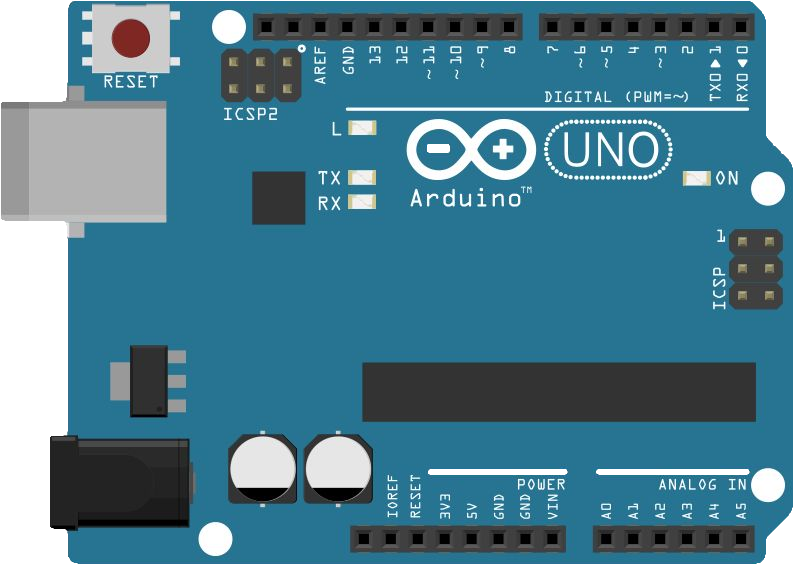 RESET
ICSP2
AREF
GND
13
12
~11
~10
~9
8
7
~6
~5
4
~3
2
TX0▶1
RX0◀0
DIGITAL (PWM=~)
L
TX
RX
UNO
Arduino™
ON
1
ICSP
IOREF
RESET
3V3
5V
GND
GND
VIN
POWER
ANALOG IN
A0
A1
A2
A3
A4
A5